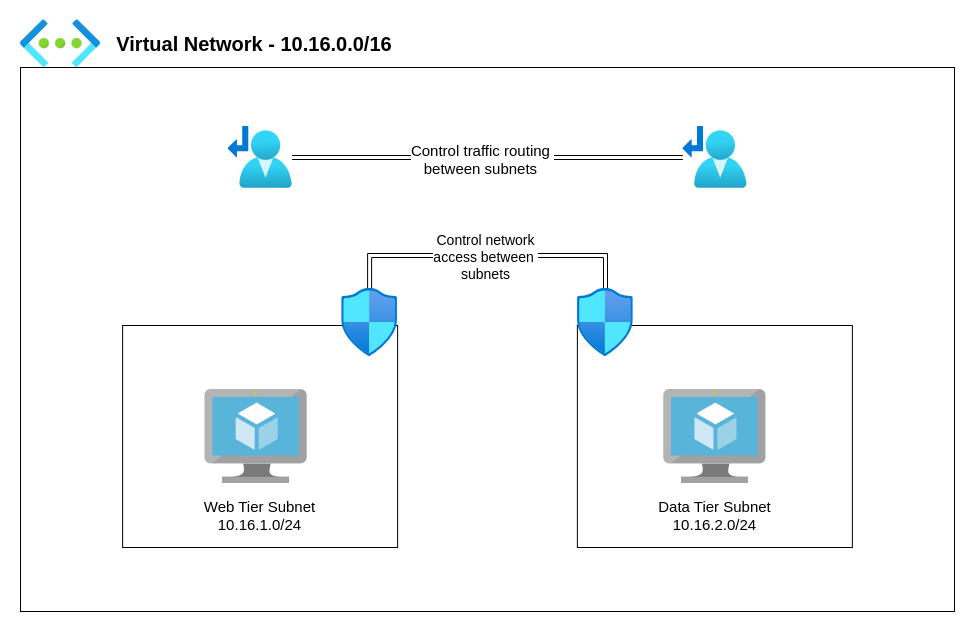 Virtual Network - 10.16.0.0/16
Control traffic routing
between subnets
Control network
access between
subnets
Web Tier Subnet
10.16.1.0/24
Data Tier Subnet
10.16.2.0/24